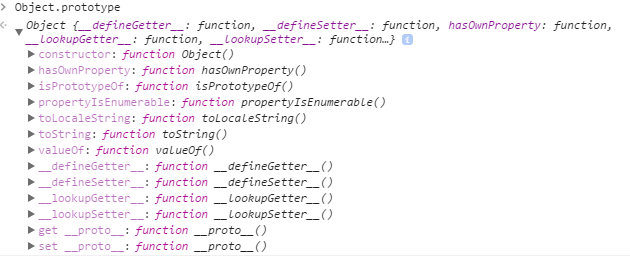 > Object.prototype
Object {__defineGetter__: function, __defineSetter__: function, hasOwnProperty: function,
__lookupGetter__: function, __lookupSetter__: function…} i
constructor: function Object()
hasOwnProperty: function hasOwnProperty()
isPrototypeOf: function isPrototypeOf()
propertyIsEnumerable: function propertyIsEnumerable()
toLocaleString: function toLocaleString()
toString: function toString()
valueOf: function valueOf()
__defineGetter__: function __defineGetter__()
__defineSetter__: function __defineSetter__()
__lookupGetter__: function __lookupGetter__()
__lookupSetter__: function __lookupSetter__()
get __proto__: function __proto__()
set __proto__: function __proto__()